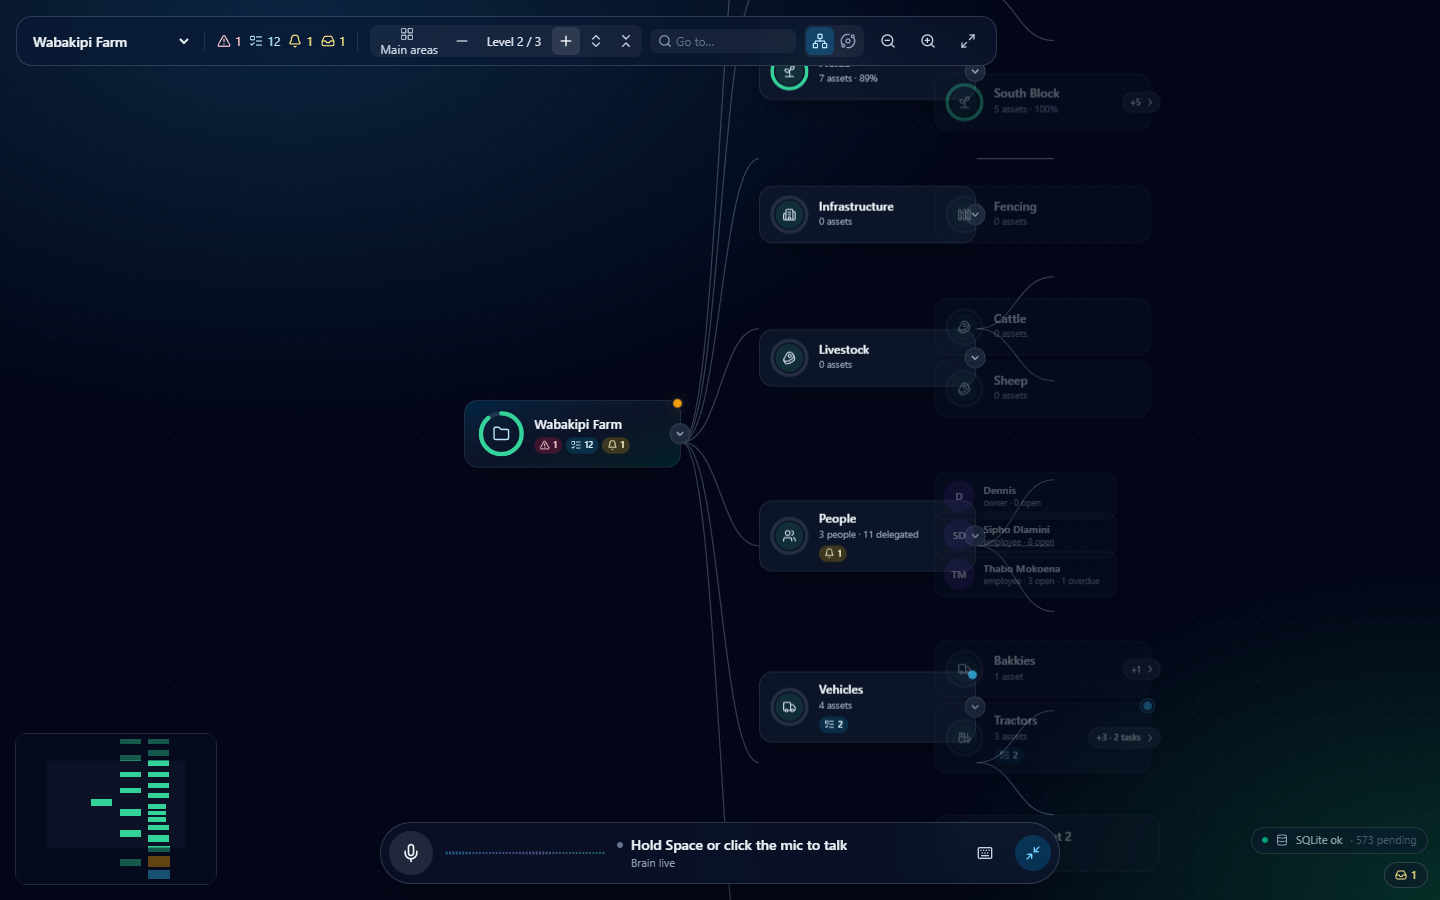 Wabakipi Farm
1
12
1
1
Main areas
Level 2 / 3
Go to...
7 assets · 89%
South Block
5 assets · 100%
+5
Infrastructure
0 assets
Fencing
0 assets
Cattle
0 assets
Livestock
0 assets
Sheep
0 assets
Wabakipi Farm
1
12
1
People
3 people · 11 delegated
1
D
Dennis
owner · 0 open
SD
Sipho Dlamini
employee · 8 open
TM
Thabo Mokoena
employee · 3 open · 1 overdue
Vehicles
4 assets
2
Bakkies
1 asset
+1
Tractors
3 assets
2
+3 · 2 tasks
t 2
Hold Space or click the mic to talk
Brain live
SQLite ok · 573 pending
1